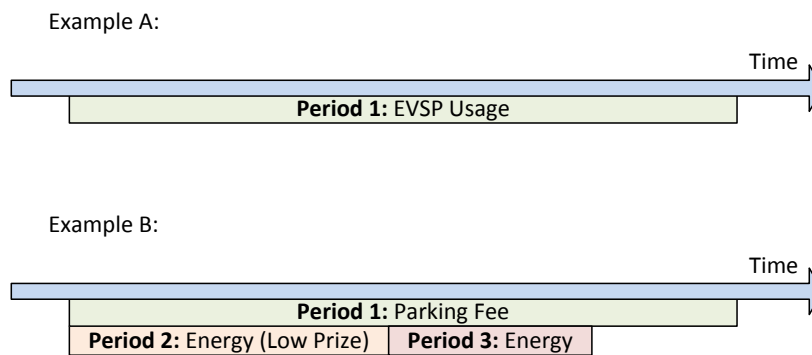 Example A:
Time
Period 1: EVSP Usage
Example B:
Time
Period 1: Parking Fee
Period 2: Energy (Low Prize) Period 3: Energy